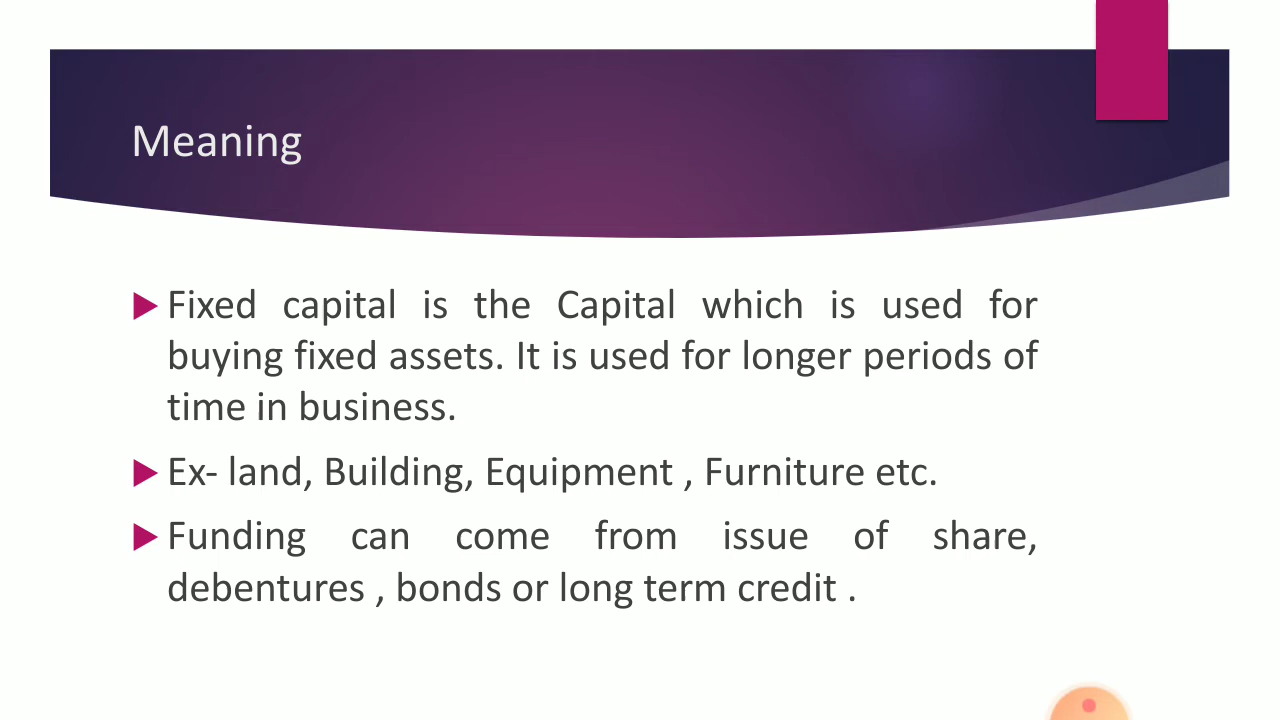 Meaning
Fixed capital is the Capital which is used for
buying fixed assets. It is used for longer periods of
time in business.
Ex- land, Building, Equipment , Furniture etc.
Funding can come from issue of share,
debentures , bonds or long term credit .